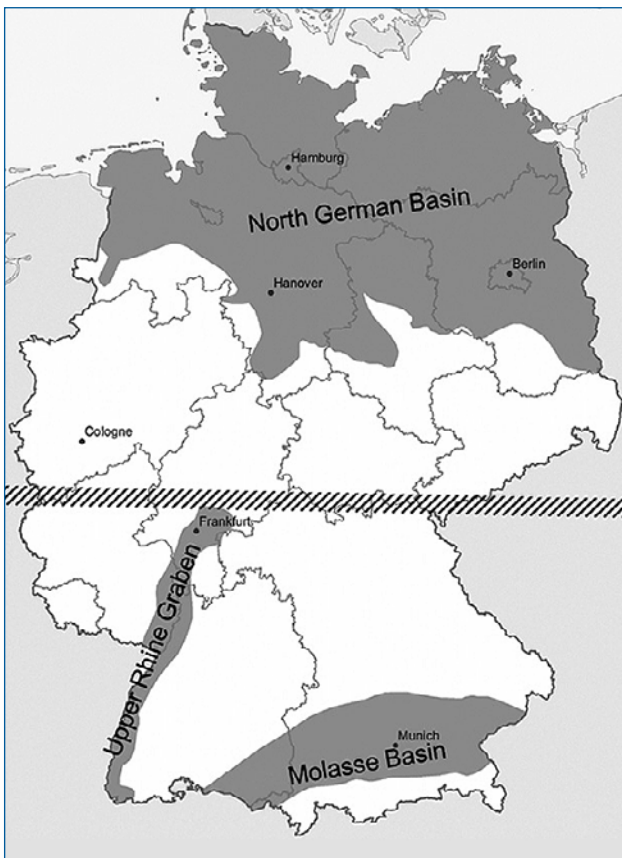 Hamburg
North German Basin
Berlin
Hanover
Cologne
Frankfurt
Upper Rhine Graben
Munich
Molasse Basin